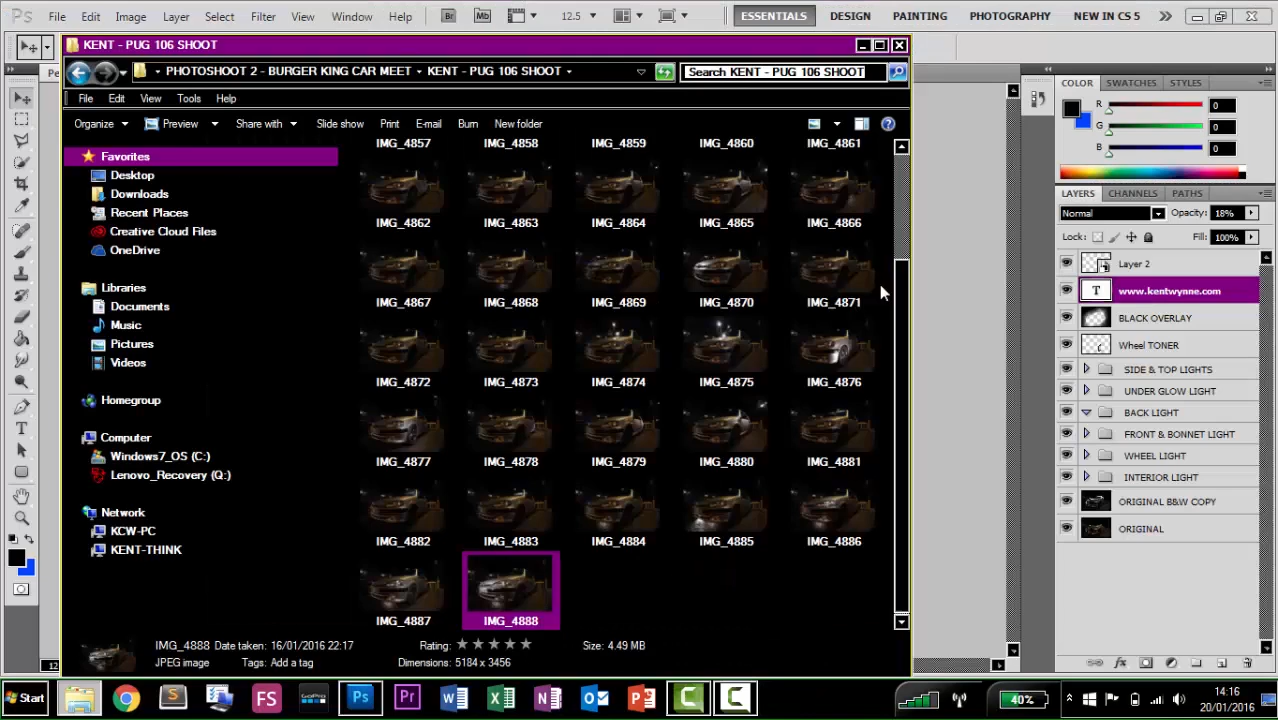 Ps File Edit Image Layer Select Filter View Window Help Br Mb 12.5 ESSENTIALS DESIGN PAINTING PHOTOGRAPHY NEW IN CS 5
KENT - PUG 106 SHOOT
PHOTOSHOOT 2 - BURGER KING CAR MEET KENT - PUG 106 SHOOT Search KENT - PUG 106 SHOOT
File Edit View Tools Help
Organize Preview Share with Slide show Print E-mail Burn New folder
Favorites
Desktop
Downloads
Recent Places
Creative Cloud Files
OneDrive
Libraries
Documents
Music
Pictures
Videos
Homegroup
Computer
Windows7_OS (C:)
Lenovo_Recovery (Q:)
Network
KCW-PC
KENT-THINK
IMG_4857 IMG_4858 IMG_4859 IMG_4860 IMG_4861
IMG_4862 IMG_4863 IMG_4864 IMG_4865 IMG_4866
IMG_4867 IMG_4868 IMG_4869 IMG_4870 IMG_4871
IMG_4872 IMG_4873 IMG_4874 IMG_4875 IMG_4876
IMG_4877 IMG_4878 IMG_4879 IMG_4880 IMG_4881
IMG_4882 IMG_4883 IMG_4884 IMG_4885 IMG_4886
IMG_4887 IMG_4888
IMG_4888 Date taken: 16/01/2016 22:17 Rating: Size: 4.49 MB
JPEG image Tags: Add a tag Dimensions: 5184 x 3456
COLOR SWATCHES STYLES
R 0
G 0
B 0
LAYERS CHANNELS PATHS
Normal Opacity: 18%
Lock: Fill: 100%
Layer 2
T www.kentwynne.com
BLACK OVERLAY
Wheel TONER
SIDE & TOP LIGHTS
UNDER GLOW LIGHT
BACK LIGHT
FRONT & BONNET LIGHT
WHEEL LIGHT
INTERIOR LIGHT
ORIGINAL B&W COPY
ORIGINAL
Start S FS GoPro Ps Pr W X N O P C C 40% 14:16
20/01/2016